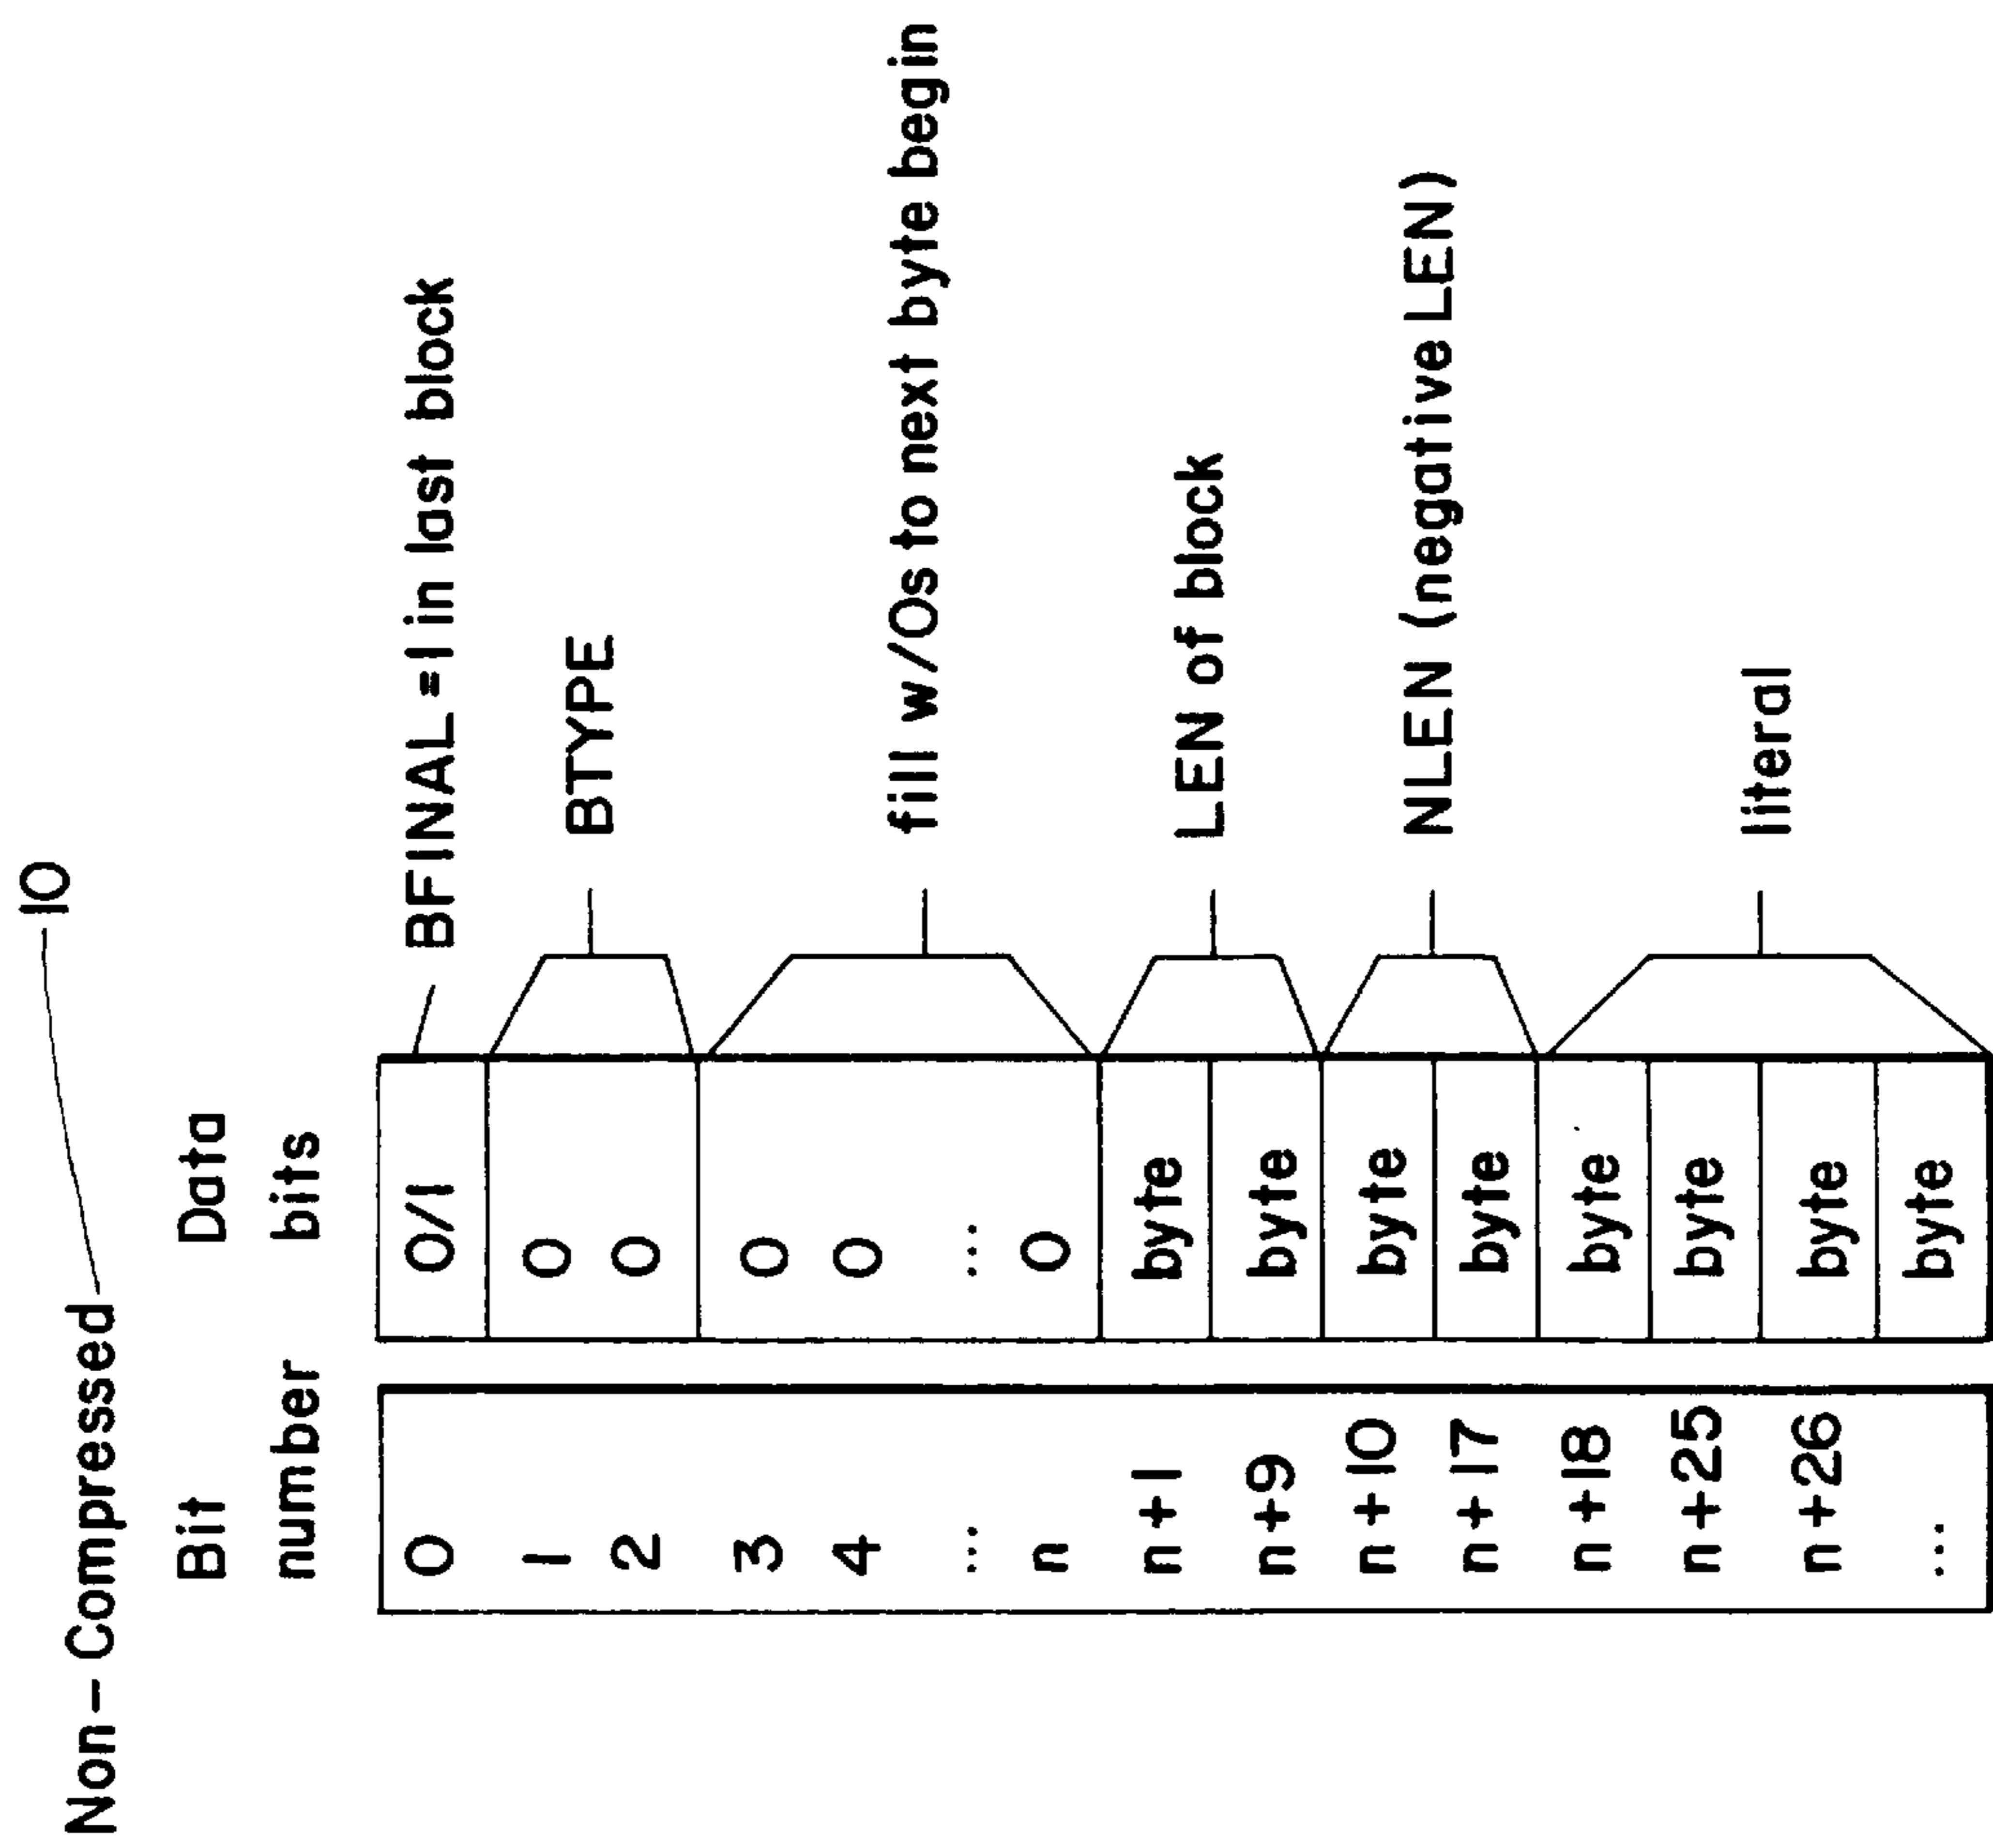 10
Non-Compressed
Bit number Data bits
0 0/1 BFINAL=1 in last block
1 0 BTYPE
2 0
3 0
4 0 fill w/0s to next byte begin
... ...
n 0
n+1 byte LEN of block
n+9 byte
n+10 byte NLEN (negative LEN)
n+17 byte
n+18 byte
n+25 byte literal
n+26 byte
... byte